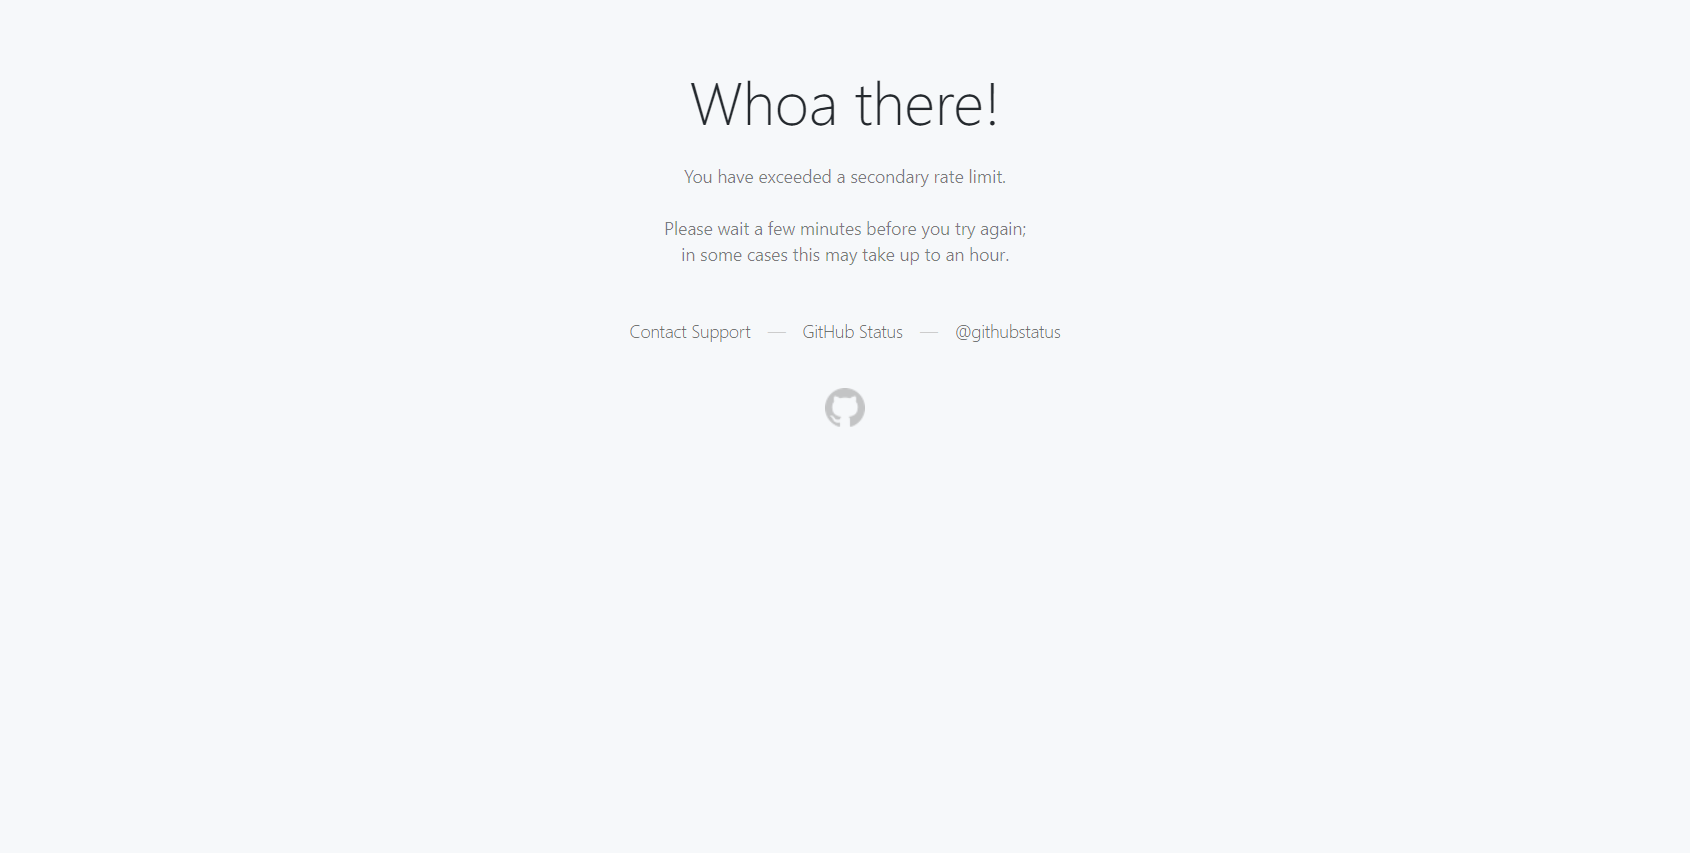 Whoa there!
You have exceeded a secondary rate limit.
Please wait a few minutes before you try again;
in some cases this may take up to an hour.
Contact Support — GitHub Status — @githubstatus